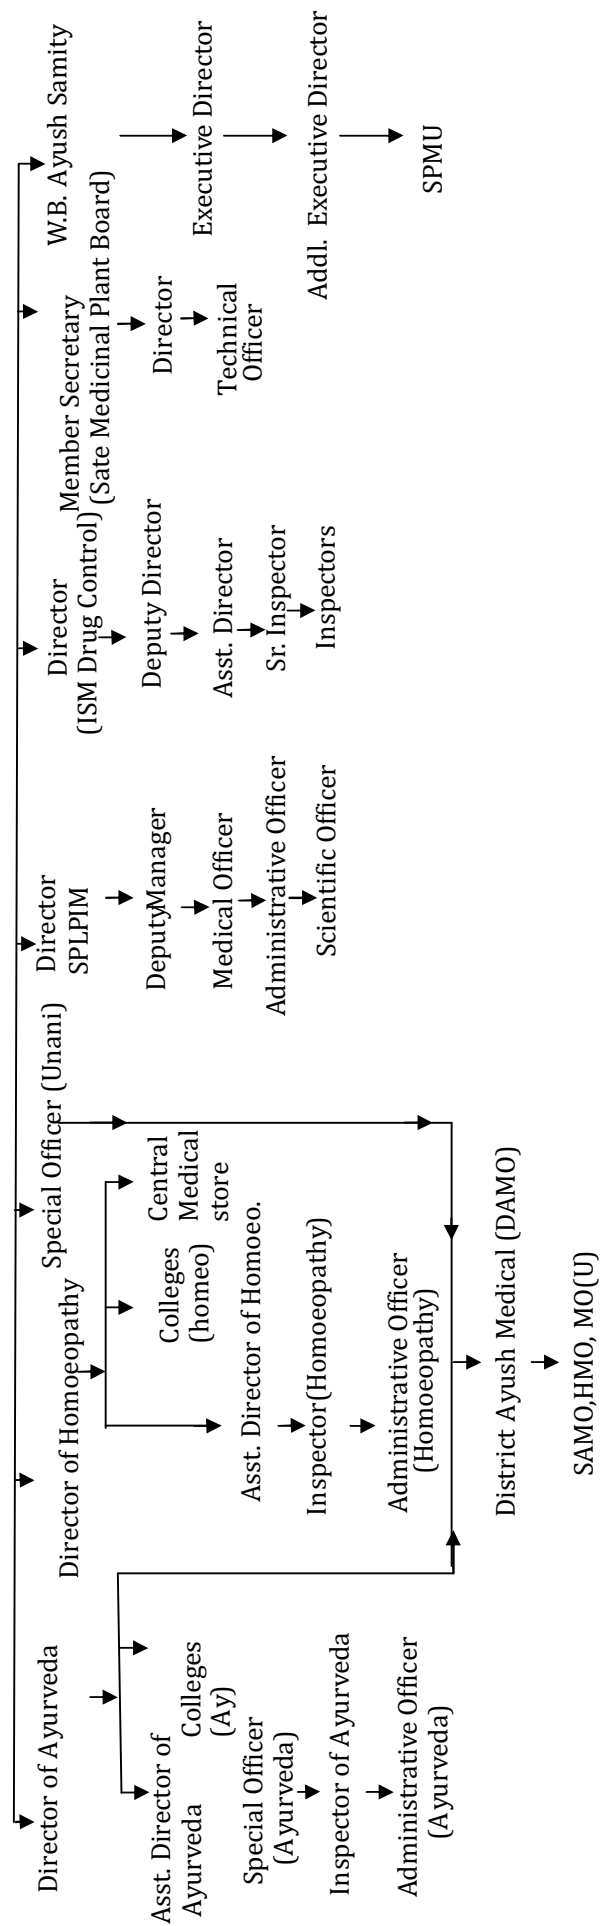 Director of Ayurveda
Asst. Director of
Ayurveda
Colleges
(Ay)
Special Officer
(Ayurveda)
Inspector of Ayurveda
Administrative Officer
(Ayurveda)
Director of Homoeopathy
Colleges
(homeo)
Central
Medical
store
Asst. Director of Homoeo.
Inspector(Homoeopathy)
Administrative Officer
(Homoeopathy)
Special Officer (Unani)
District Ayush Medical (DAMO)
SAMO,HMO, MO(U)
Director
SPLPIM
DeputyManager
Medical Officer
Administrative Officer
Scientific Officer
Director
(ISM Drug Control)
Deputy Director
Asst. Director
Sr. Inspector
Inspectors
Member Secretary
(Sate Medicinal Plant Board)
Director
Technical
Officer
W.B. Ayush Samity
Executive Director
Addl. Executive Director
SPMU